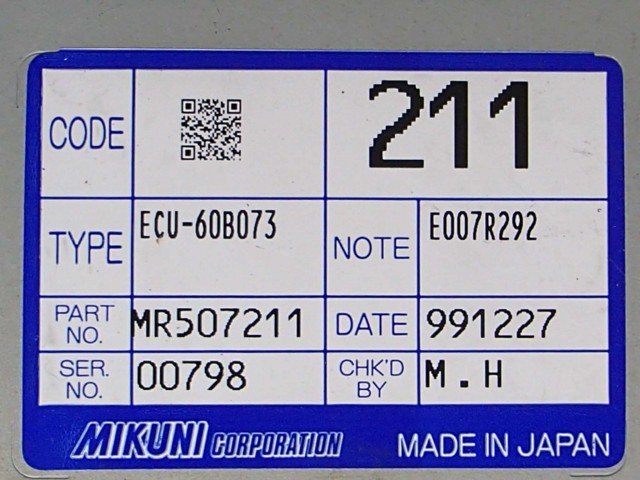 CODE 211
TYPE ECU-60B073 NOTE E007R292
PART NO. MR507211 DATE 991227
SER. NO. 00798 CHK'D BY M.H
MIKUNI CORPORATION MADE IN JAPAN